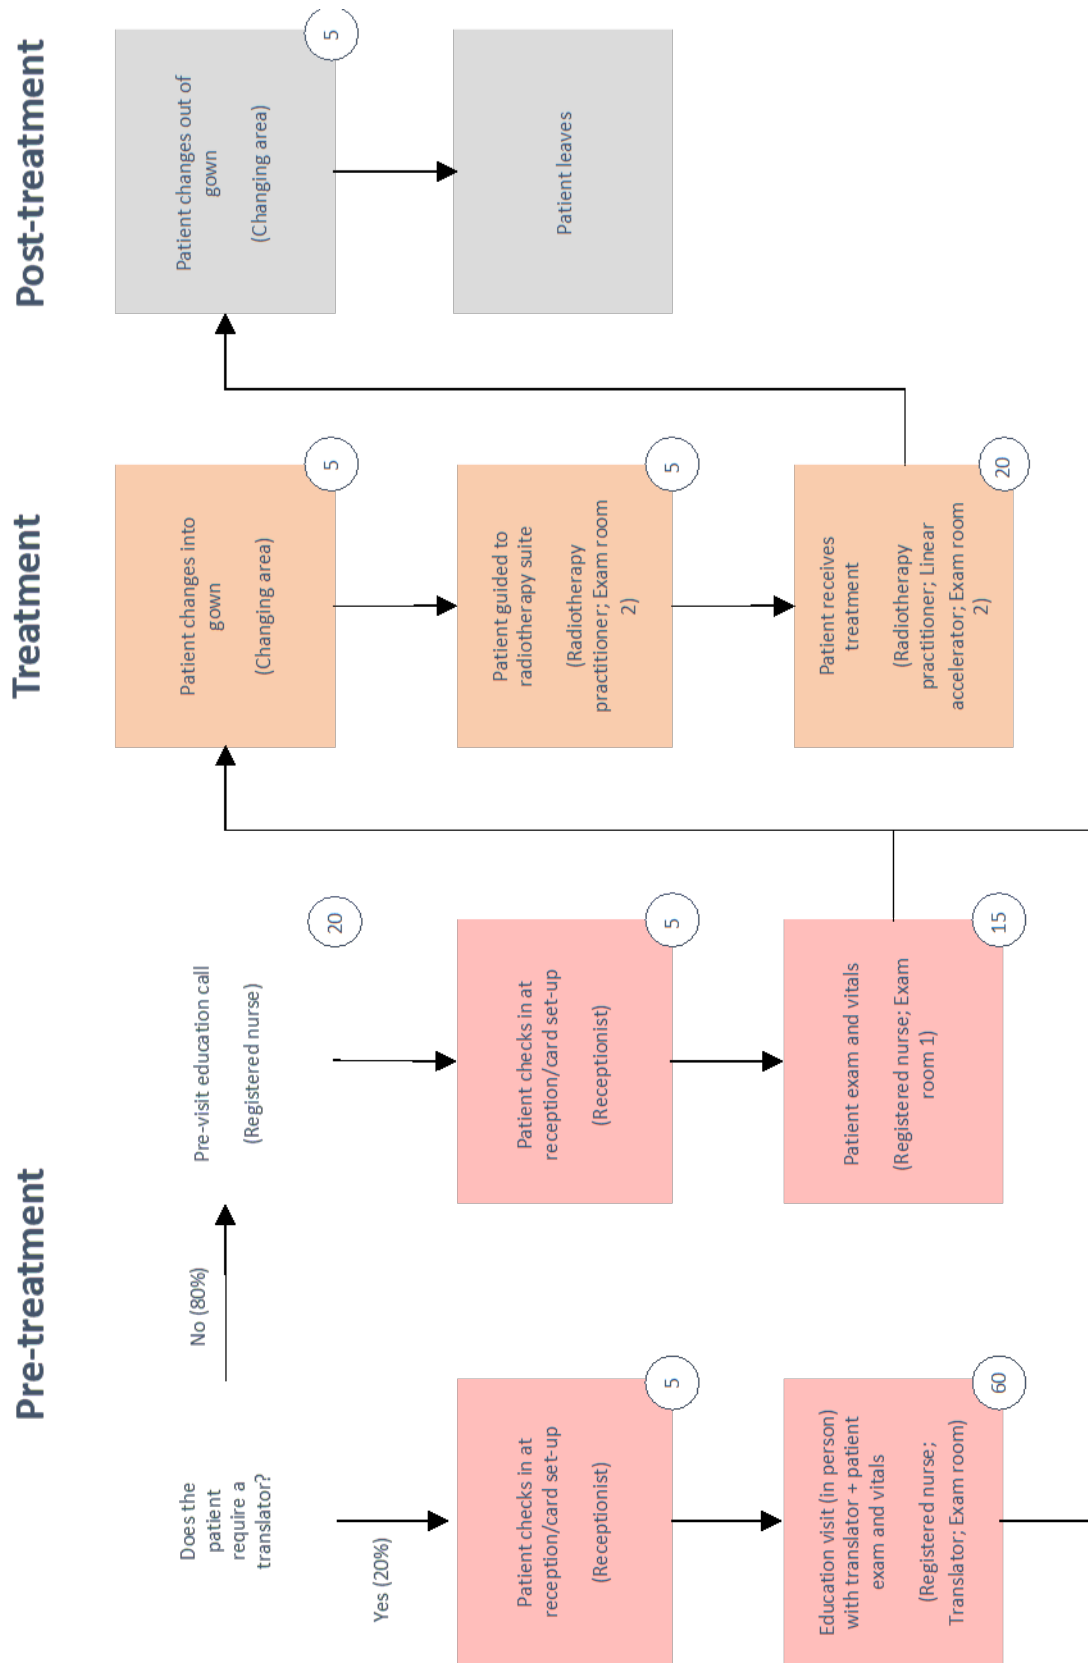 Pre-treatment
Does the
patient
require a
translator?
No (80%)
Yes (20%)
Pre-visit education call
(Registered nurse)
20
Patient checks in at
reception/card set-up
(Receptionist)
5
Education visit (in person)
with translator + patient
exam and vitals
(Registered nurse;
Translator; Exam room)
60
Patient checks in at
reception/card set-up
(Receptionist)
5
Patient exam and vitals
(Registered nurse; Exam
room 1)
15
Treatment
Patient changes into
gown
(Changing area)
5
Patient guided to
radiotherapy suite
(Radiotherapy
practitioner; Exam room
2)
5
Patient receives
treatment
(Radiotherapy
practitioner; Linear
accelerator; Exam room
2)
20
Post-treatment
Patient changes out of
gown
(Changing area)
5
Patient leaves